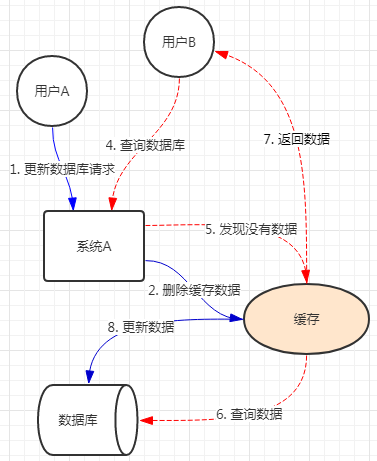 用户B
用户A
4. 查询数据库
7. 返回数据
1. 更新数据库请求
5. 发现没有数据
系统A
2. 删除缓存数据
缓存
8. 更新数据
6. 查询数据
数据库